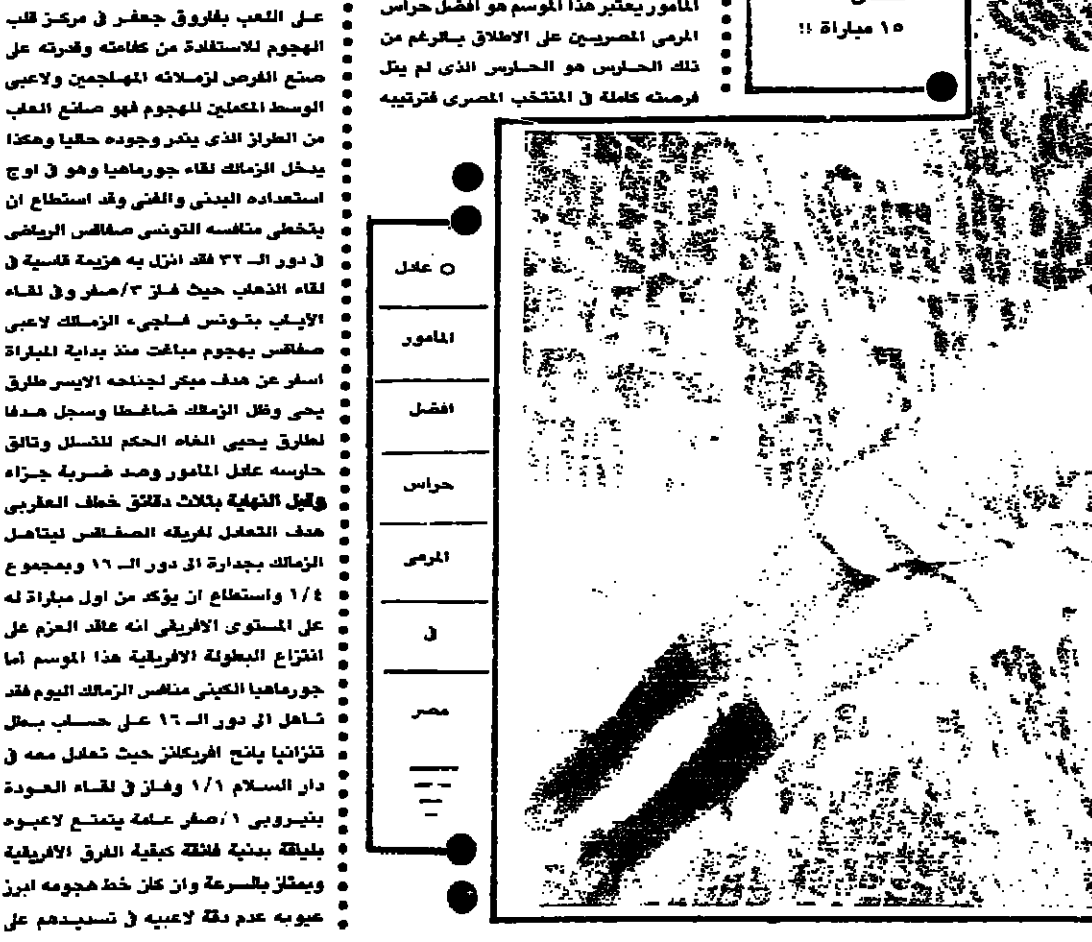 ١٥ مباراة !!
المأمور يعتبر هذا الموسم هو افضل حراس
المرمى المصريين على الاطلاق بالرغم من
ذلك الحارس هو الحارس الذى لم ينل
فرصته كاملة فى المنتخب المصرى فترتيبه
○ عادل
المأمور
افضل
حراس
المرمى
فى
مصر
على اللعب بفاروق جعفر فى مركز قلب
الهجوم للاستفادة من كفاءته وقدرته على
صنع الفرص لزملائه المهاجمين ولاعبى
الوسط المكملين للهجوم فهو صانع العاب
من الطراز الذى يندر وجوده حاليا وهكذا
يدخل الزمالك لقاء جورماهيا وهو فى اوج
استعداده البدنى والفنى وقد استطاع ان
يتخطى منافسه التونسى صفاقس الرياضى
فى دور الـ ٣٢ فقد انزل به هزيمة قاسية فى
لقاء الذهاب حيث فاز ٣/صفر وفى لقاء
الآياب بتونس فاجىء الزمالك لاعبى
صفاقس بهجوم مباغت منذ بداية المباراة
اسفر عن هدف مبكر لجناحه الايسر طارق
يحى وظل الزمالك ضاغطا وسجل هدفا
لطارق يحيى الغاه الحكم للتسلل وتالق
حارسه عادل المأمور وصد ضربة جزاء
وقبل النهاية بثلاث دقائق خطف العقربى
هدف التعادل لفريقه الصفاقس ليتاهل
الزمالك بجدارة الى دور الـ ١٦ وبمجموع
١/٤ واستطاع ان يؤكد من اول مباراة له
على المستوى الافريقى انه عاقد العزم على
انتزاع البطولة الافريقية هذا الموسم أما
جورماهيا الكينى منافس الزمالك اليوم فقد
تاهل الى دور الـ ١٦ على حساب بطل
تنزانيا يانج افريكانز حيث تعادل معه فى
دار السلام ١/١ وفاز فى لقاء العودة
بنيروبى ١/صفر عامة يتمتع لاعبوه
بلياقة بدنية فائقة كبقية الفرق الافريقية
ويمتاز بالسرعة وان كان خط هجومه ابرز
عيوبه عدم دقة لاعبيه فى تسديدهم على